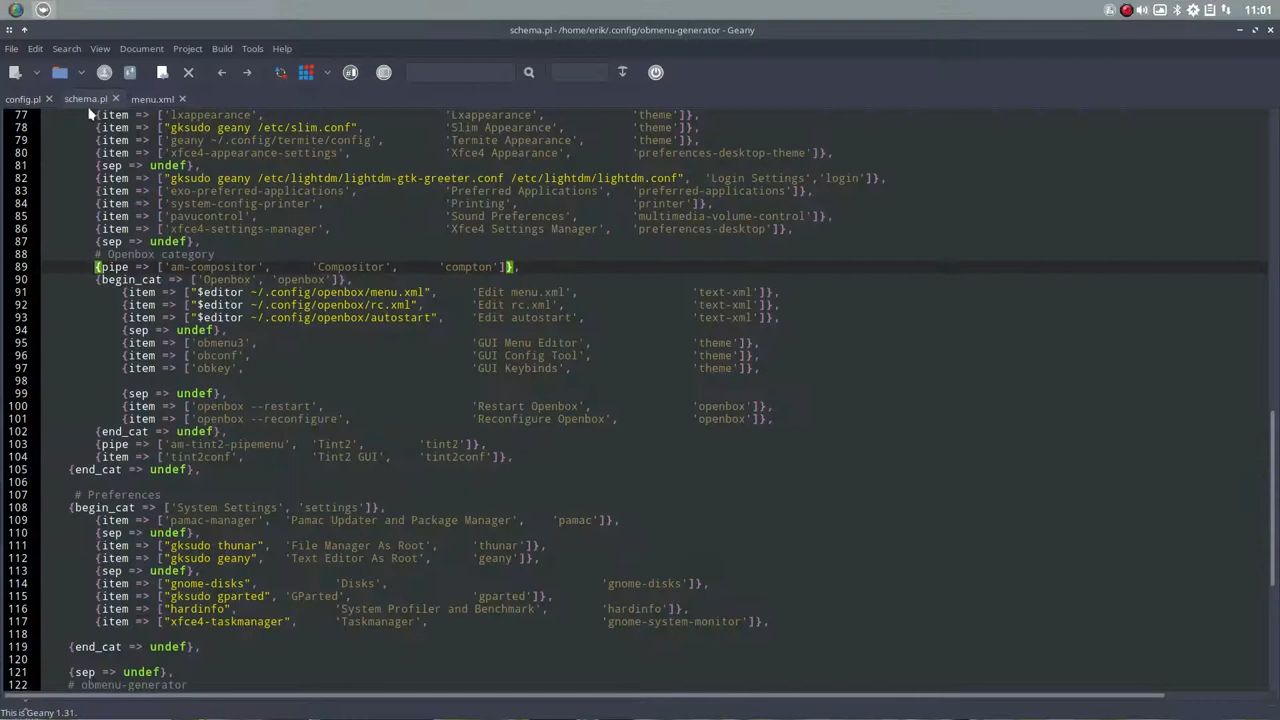 11:01
schema.pl - /home/erik/.config/obmenu-generator - Geany
File Edit Search View Document Project Build Tools Help
config.pl schema.pl menu.xml
77 {item => ['lxappearance', 'Lxappearance', 'theme']},
78 {item => ["gksudo geany /etc/slim.conf", 'Slim Appearance', 'theme']},
79 {item => ['geany ~/.config/termite/config', 'Termite Appearance', 'theme']},
80 {item => ['xfce4-appearance-settings', 'Xfce4 Appearance', 'preferences-desktop-theme']},
81 {sep => undef},
82 {item => ["gksudo geany /etc/lightdm/lightdm-gtk-greeter.conf /etc/lightdm/lightdm.conf", 'Login Settings','login']},
83 {item => ['exo-preferred-applications', 'Preferred Applications', 'preferred-applications']},
84 {item => ['system-config-printer', 'Printing', 'printer']},
85 {item => ['pavucontrol', 'Sound Preferences', 'multimedia-volume-control']},
86 {item => ['xfce4-settings-manager', 'Xfce4 Settings Manager', 'preferences-desktop']},
87 {sep => undef},
88 # Openbox category
89 {pipe => ['am-compositor', 'Compositor', 'compton']},
90 {begin_cat => ['Openbox', 'openbox']},
91 {item => ["$editor ~/.config/openbox/menu.xml", 'Edit menu.xml', 'text-xml']},
92 {item => ["$editor ~/.config/openbox/rc.xml", 'Edit rc.xml', 'text-xml']},
93 {item => ["$editor ~/.config/openbox/autostart", 'Edit autostart', 'text-xml']},
94 {sep => undef},
95 {item => ['obmenu3', 'GUI Menu Editor', 'theme']},
96 {item => ['obconf', 'GUI Config Tool', 'theme']},
97 {item => ['obkey', 'GUI Keybinds', 'theme']},
98
99 {sep => undef},
100 {item => ['openbox --restart', 'Restart Openbox', 'openbox']},
101 {item => ['openbox --reconfigure', 'Reconfigure Openbox', 'openbox']},
102 {end_cat => undef},
103 {pipe => ['am-tint2-pipemenu', 'Tint2', 'tint2']},
104 {item => ['tint2conf', 'Tint2 GUI', 'tint2conf']},
105 {end_cat => undef},
106
107 # Preferences
108 {begin_cat => ['System Settings', 'settings']},
109 {item => ['pamac-manager', 'Pamac Updater and Package Manager', 'pamac']},
110 {sep => undef},
111 {item => ["gksudo thunar", 'File Manager As Root', 'thunar']},
112 {item => ["gksudo geany", 'Text Editor As Root', 'geany']},
113 {sep => undef},
114 {item => ["gnome-disks", 'Disks', 'gnome-disks']},
115 {item => ["gksudo gparted", 'GParted', 'gparted']},
116 {item => ["hardinfo", 'System Profiler and Benchmark', 'hardinfo']},
117 {item => ["xfce4-taskmanager", 'Taskmanager', 'gnome-system-monitor']},
118
119 {end_cat => undef},
120
121 {sep => undef},
122 # obmenu-generator
This is Geany 1.31.